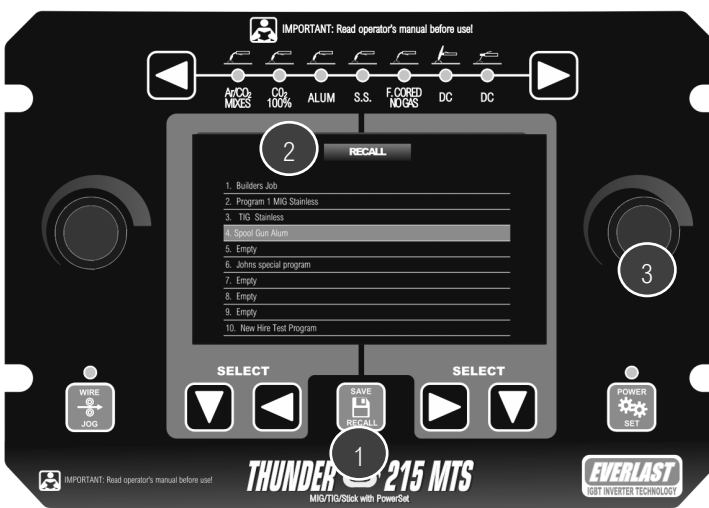 IMPORTANT: Read operator's manual before use!
Ar/CO2 MIXES
CO2 100%
ALUM
S.S.
F.CORED NO GAS
DC
DC
2
RECALL
1. Builders Job
2. Program 1 MIG Stainless
3. TIG Stainless
4. Spool Gun Alum
5. Empty
6. Johns special program
7. Empty
8. Empty
9. Empty
10. New Hire Test Program
3
SELECT
SELECT
WIRE
JOG
SAVE
RECALL
POWER
SET
1
IMPORTANT: Read operator's manual before use!
THUNDER 215 MTS
MIG/TIG/Stick with PowerSet
EVERLAST
IGBT INVERTER TECHNOLOGY